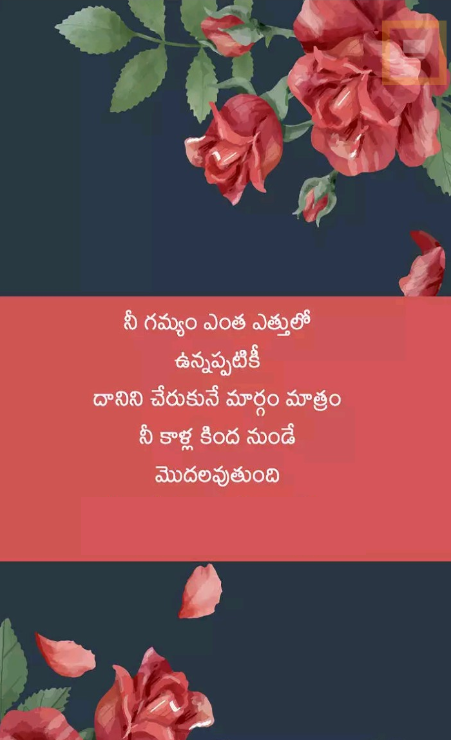 నీ గమ్యం ఎంత ఎత్తులో
ఉన్నప్పటికీ
దానిని చేరుకునే మార్గం మాత్రం
నీ కాళ్ల కింద నుండే
మొదలవుతుంది